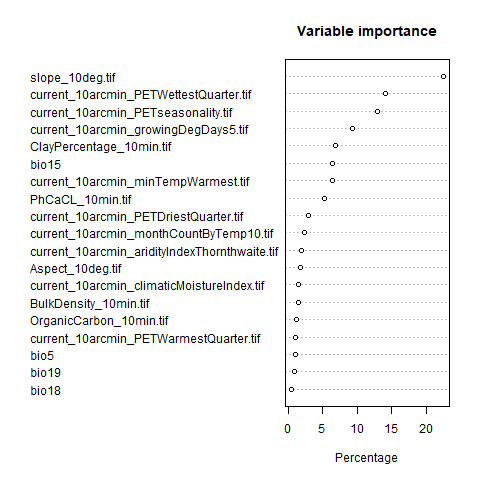 Variable importance
slope_10deg.tif
current_10arcmin_PETWettestQuarter.tif
current_10arcmin_PETseasonality.tif
current_10arcmin_growingDegDays5.tif
ClayPercentage_10min.tif
bio15
current_10arcmin_minTempWarmest.tif
PhCaCL_10min.tif
current_10arcmin_PETDriestQuarter.tif
current_10arcmin_monthCountByTemp10.tif
current_10arcmin_aridityIndexThornthwaite.tif
Aspect_10deg.tif
current_10arcmin_climaticMoistureIndex.tif
BulkDensity_10min.tif
OrganicCarbon_10min.tif
current_10arcmin_PETWarmestQuarter.tif
bio5
bio19
bio18
0 5 10 15 20
Percentage